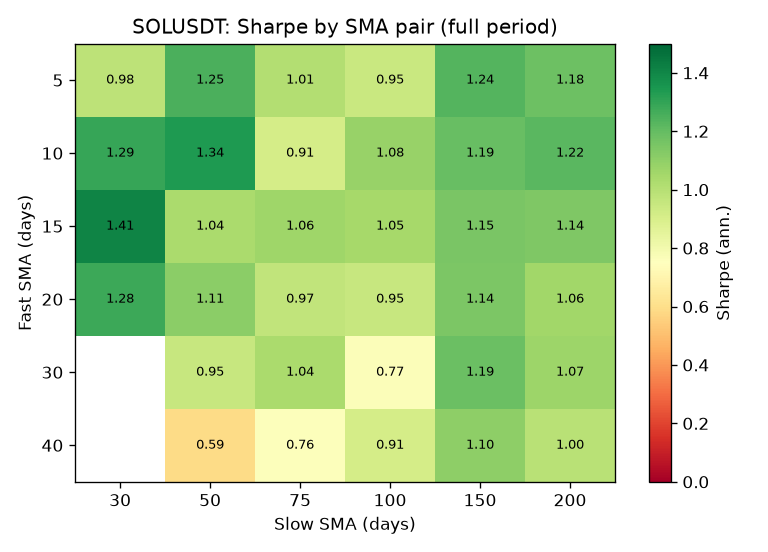 SOLUSDT: Sharpe by SMA pair (full period)
5 0.98 1.25 1.01 0.95 1.24 1.18
10 1.29 1.34 0.91 1.08 1.19 1.22
15 1.41 1.04 1.06 1.05 1.15 1.14
20 1.28 1.11 0.97 0.95 1.14 1.06
30 0.95 1.04 0.77 1.19 1.07
40 0.59 0.76 0.91 1.10 1.00
30 50 75 100 150 200
Slow SMA (days)
Fast SMA (days)
1.4
1.2
1.0
0.8
0.6
0.4
0.2
0.0
Sharpe (ann.)